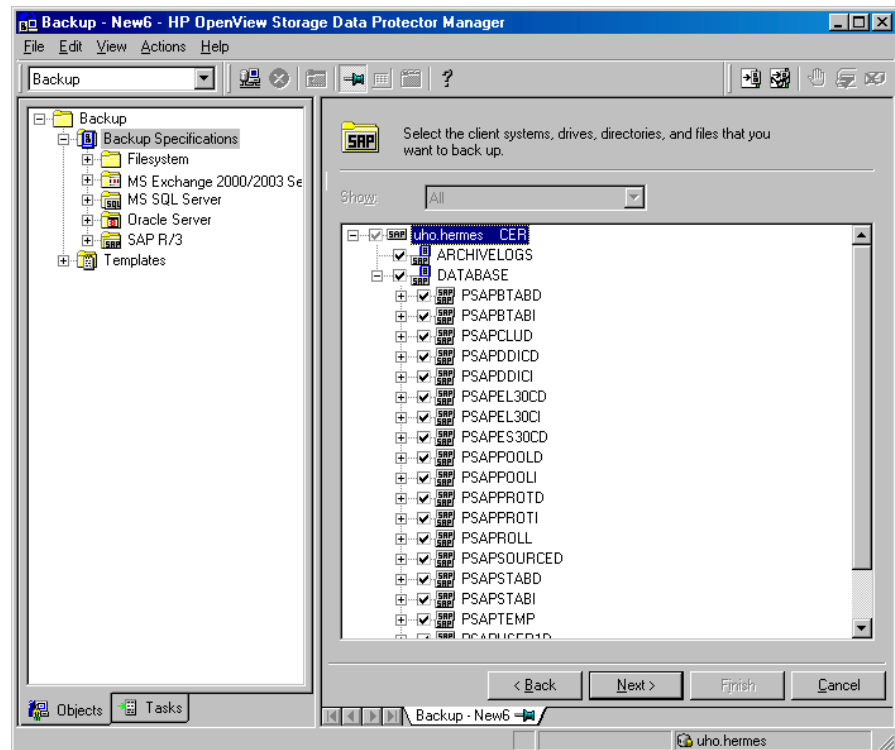 Backup - New6 - HP OpenView Storage Data Protector Manager
File Edit View Actions Help
Backup
Backup
Backup Specifications
Filesystem
MS Exchange 2000/2003 Se
MS SQL Server
Oracle Server
SAP R/3
Templates
Objects Tasks
SAP
Select the client systems, drives, directories, and files that you
want to back up.
Show: All
uho.hermes CER
ARCHIVELOGS
DATABASE
PSAPBTABD
PSAPBTABI
PSAPCLUD
PSAPDDICD
PSAPDDICI
PSAPEL30CD
PSAPEL30CI
PSAPES30CD
PSAPPOOLD
PSAPPOOLI
PSAPPROTD
PSAPPROTI
PSAPROLL
PSAPSOURCED
PSAPSTABD
PSAPSTABI
PSAPTEMP
PSAPUSER1D
< Back Next > Finish Cancel
Backup - New6
uho.hermes